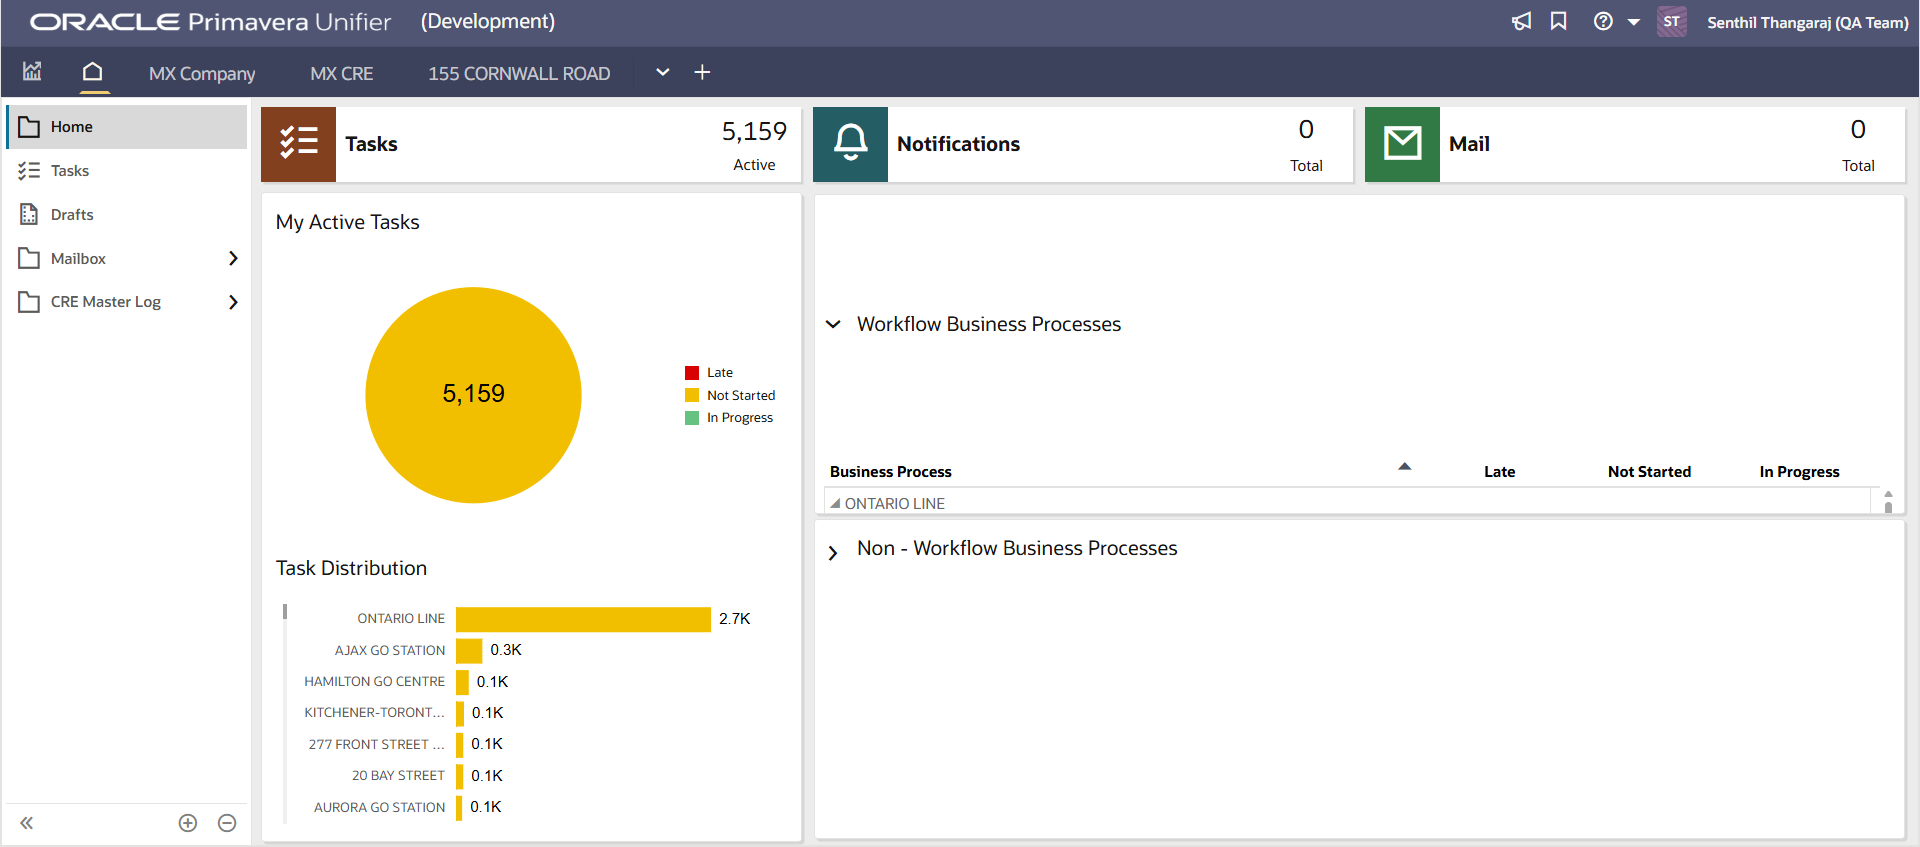 ORACLE Primavera Unifier (Development)
ST Senthil Thangaraj (QA Team)
MX Company MX CRE 155 CORNWALL ROAD
Home
Tasks
Drafts
Mailbox
CRE Master Log
Tasks 5,159
Active
Notifications 0
Total
Mail 0
Total
My Active Tasks
5,159
Late
Not Started
In Progress
Task Distribution
ONTARIO LINE 2.7K
AJAX GO STATION 0.3K
HAMILTON GO CENTRE 0.1K
KITCHENER-TORONT... 0.1K
277 FRONT STREET ... 0.1K
20 BAY STREET 0.1K
AURORA GO STATION 0.1K
Workflow Business Processes
Business Process Late Not Started In Progress
ONTARIO LINE
Non - Workflow Business Processes